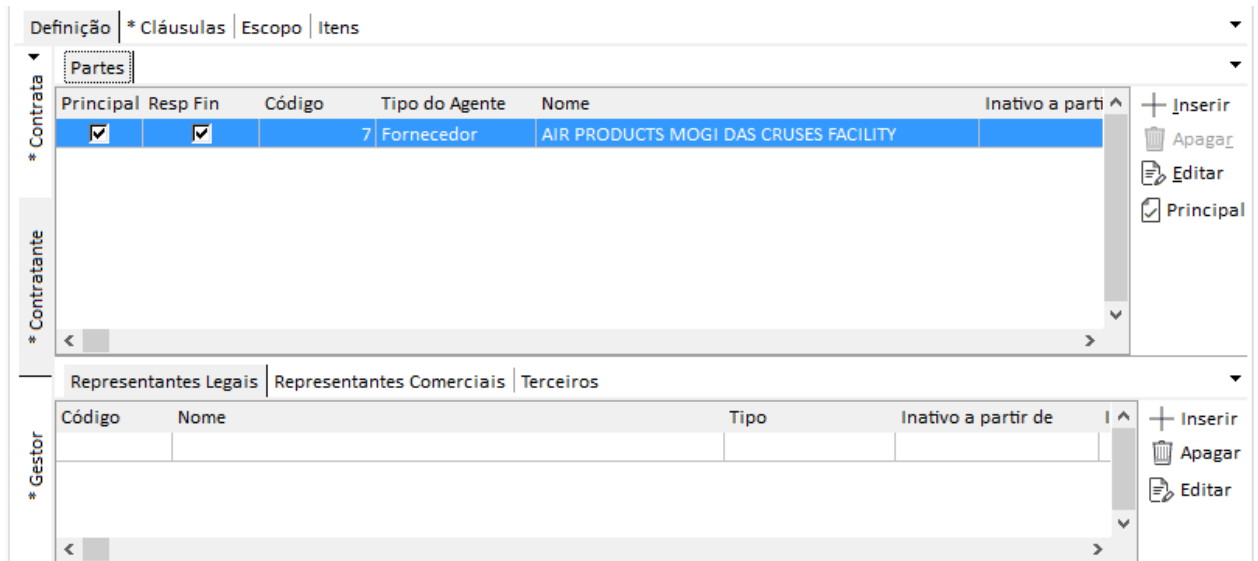 Definição * Cláusulas Escopo Itens
Partes
Principal Resp Fin Código Tipo do Agente Nome Inativo a parti
7 Fornecedor AIR PRODUCTS MOGI DAS CRUSES FACILITY
Inserir
Apagar
Editar
Principal
* Contrata
* Contratante
* Gestor
Representantes Legais Representantes Comerciais Terceiros
Código Nome Tipo Inativo a partir de I
Inserir
Apagar
Editar